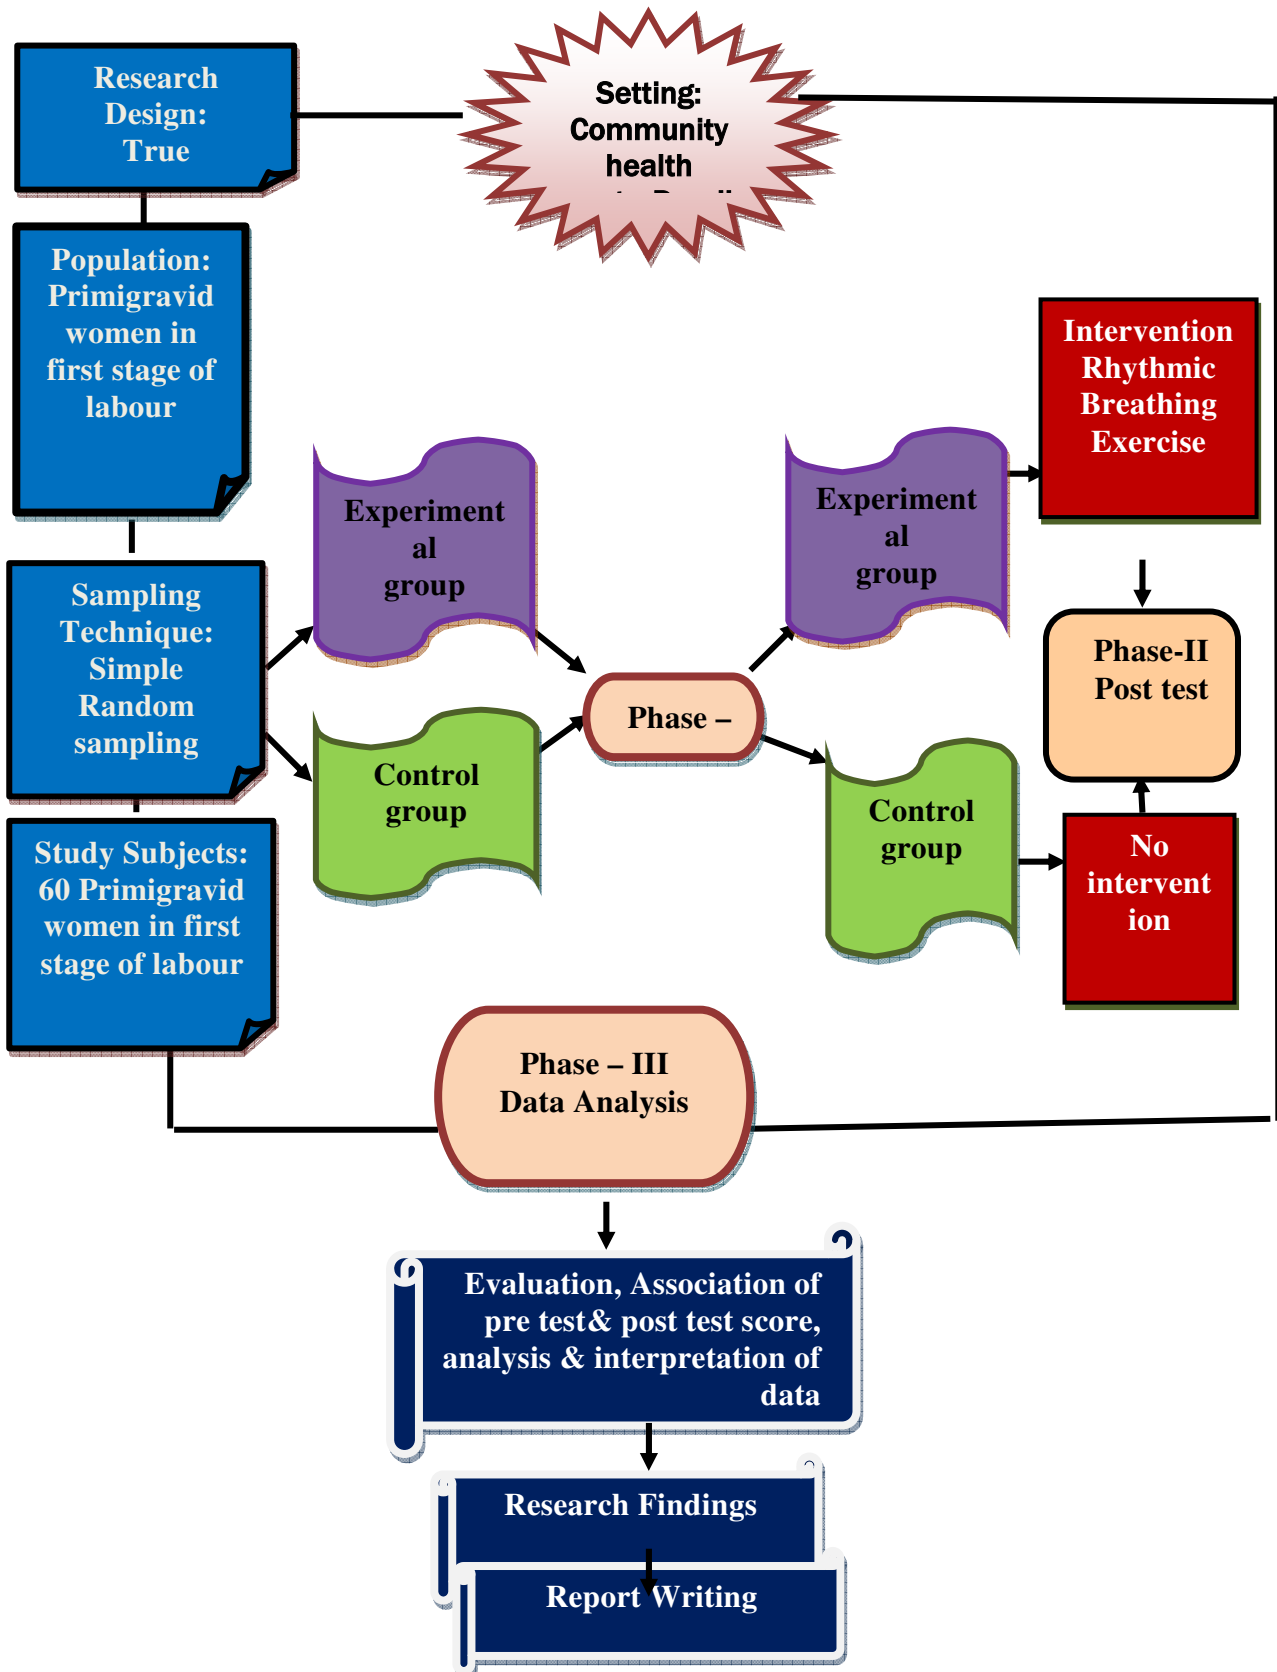 Research
Design:
True
Setting:
Community
health
Population:
Primigravid
women in
first stage of
labour
Intervention
Rhythmic
Breathing
Exercise
Experiment
al
group
Experiment
al
group
Sampling
Technique:
Simple
Random
sampling
Phase-II
Post test
Phase –
Control
group
Control
group
No
intervent
ion
Study Subjects:
60 Primigravid
women in first
stage of labour
Phase – III
Data Analysis
Evaluation, Association of
pre test& post test score,
analysis & interpretation of
data
Research Findings
Report Writing